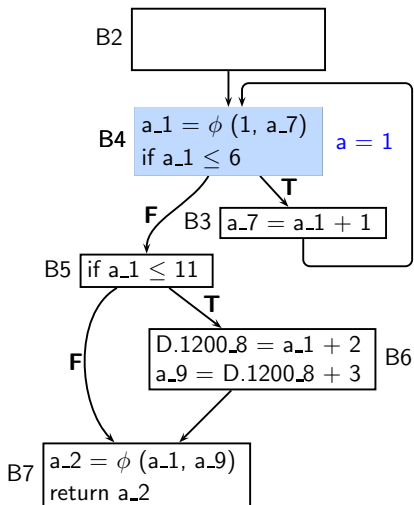 B2
B4
a_1 = ϕ (1, a_7)
if a_1 ≤ 6
a = 1
F
T
B3
a_7 = a_1 + 1
B5
if a_1 ≤ 11
T
F
D.1200_8 = a_1 + 2
a_9 = D.1200_8 + 3
B6
B7
a_2 = ϕ (a_1, a_9)
return a_2